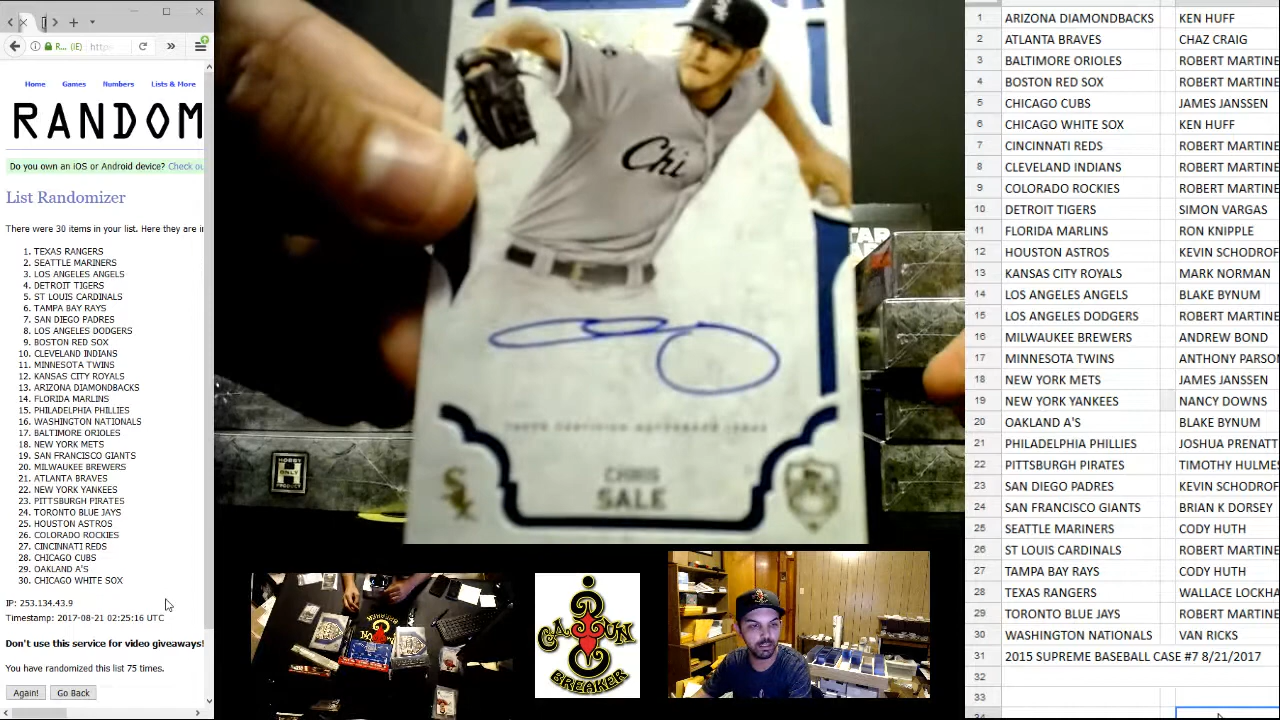 R... (IE)
https:
Home Games Numbers Lists & More
RANDOM
Do you own an iOS or Android device? Check ou
List Randomizer
There were 30 items in your list. Here they are i
1. TEXAS RANGERS
2. SEATTLE MARINERS
3. LOS ANGELES ANGELS
4. DETROIT TIGERS
5. ST LOUIS CARDINALS
6. TAMPA BAY RAYS
7. SAN DIEGO PADRES
8. LOS ANGELES DODGERS
9. BOSTON RED SOX
10. CLEVELAND INDIANS
11. MINNESOTA TWINS
12. KANSAS CITY ROYALS
13. ARIZONA DIAMONDBACKS
14. FLORIDA MARLINS
15. PHILADELPHIA PHILLIES
16. WASHINGTON NATIONALS
17. BALTIMORE ORIOLES
18. NEW YORK METS
19. SAN FRANCISCO GIANTS
20. MILWAUKEE BREWERS
21. ATLANTA BRAVES
22. NEW YORK YANKEES
23. PITTSBURGH PIRATES
24. TORONTO BLUE JAYS
25. HOUSTON ASTROS
26. COLORADO ROCKIES
27. CINCINNATI REDS
28. CHICAGO CUBS
29. OAKLAND A'S
30. CHICAGO WHITE SOX
IP: 253.134.43.9
Timestamp: 2017-08-21 02:25:16 UTC
Don't use this service for video giveaways!
You have randomized this list 75 times.
Again! Go Back
Chi
TOPPS CERTIFIED AUTOGRAPH ISSUE
CHRIS
SALE
STAR
HOBBY
ONLY
PRODUCT
CAJUN
BREAKER
1 ARIZONA DIAMONDBACKS KEN HUFF
2 ATLANTA BRAVES CHAZ CRAIG
3 BALTIMORE ORIOLES ROBERT MARTINE
4 BOSTON RED SOX ROBERT MARTINE
5 CHICAGO CUBS JAMES JANSSEN
6 CHICAGO WHITE SOX KEN HUFF
7 CINCINNATI REDS ROBERT MARTINE
8 CLEVELAND INDIANS ROBERT MARTINE
9 COLORADO ROCKIES ROBERT MARTINE
10 DETROIT TIGERS SIMON VARGAS
11 FLORIDA MARLINS RON KNIPPLE
12 HOUSTON ASTROS KEVIN SCHODROF
13 KANSAS CITY ROYALS MARK NORMAN
14 LOS ANGELES ANGELS BLAKE BYNUM
15 LOS ANGELES DODGERS ROBERT MARTINE
16 MILWAUKEE BREWERS ANDREW BOND
17 MINNESOTA TWINS ANTHONY PARSO
18 NEW YORK METS JAMES JANSSEN
19 NEW YORK YANKEES NANCY DOWNS
20 OAKLAND A'S BLAKE BYNUM
21 PHILADELPHIA PHILLIES JOSHUA PRENATT
22 PITTSBURGH PIRATES TIMOTHY HULME
23 SAN DIEGO PADRES KEVIN SCHODROF
24 SAN FRANCISCO GIANTS BRIAN K DORSEY
25 SEATTLE MARINERS CODY HUTH
26 ST LOUIS CARDINALS ROBERT MARTINE
27 TAMPA BAY RAYS CODY HUTH
28 TEXAS RANGERS WALLACE LOCKHA
29 TORONTO BLUE JAYS ROBERT MARTINE
30 WASHINGTON NATIONALS VAN RICKS
31 2015 SUPREME BASEBALL CASE #7 8/21/2017
32
33
34